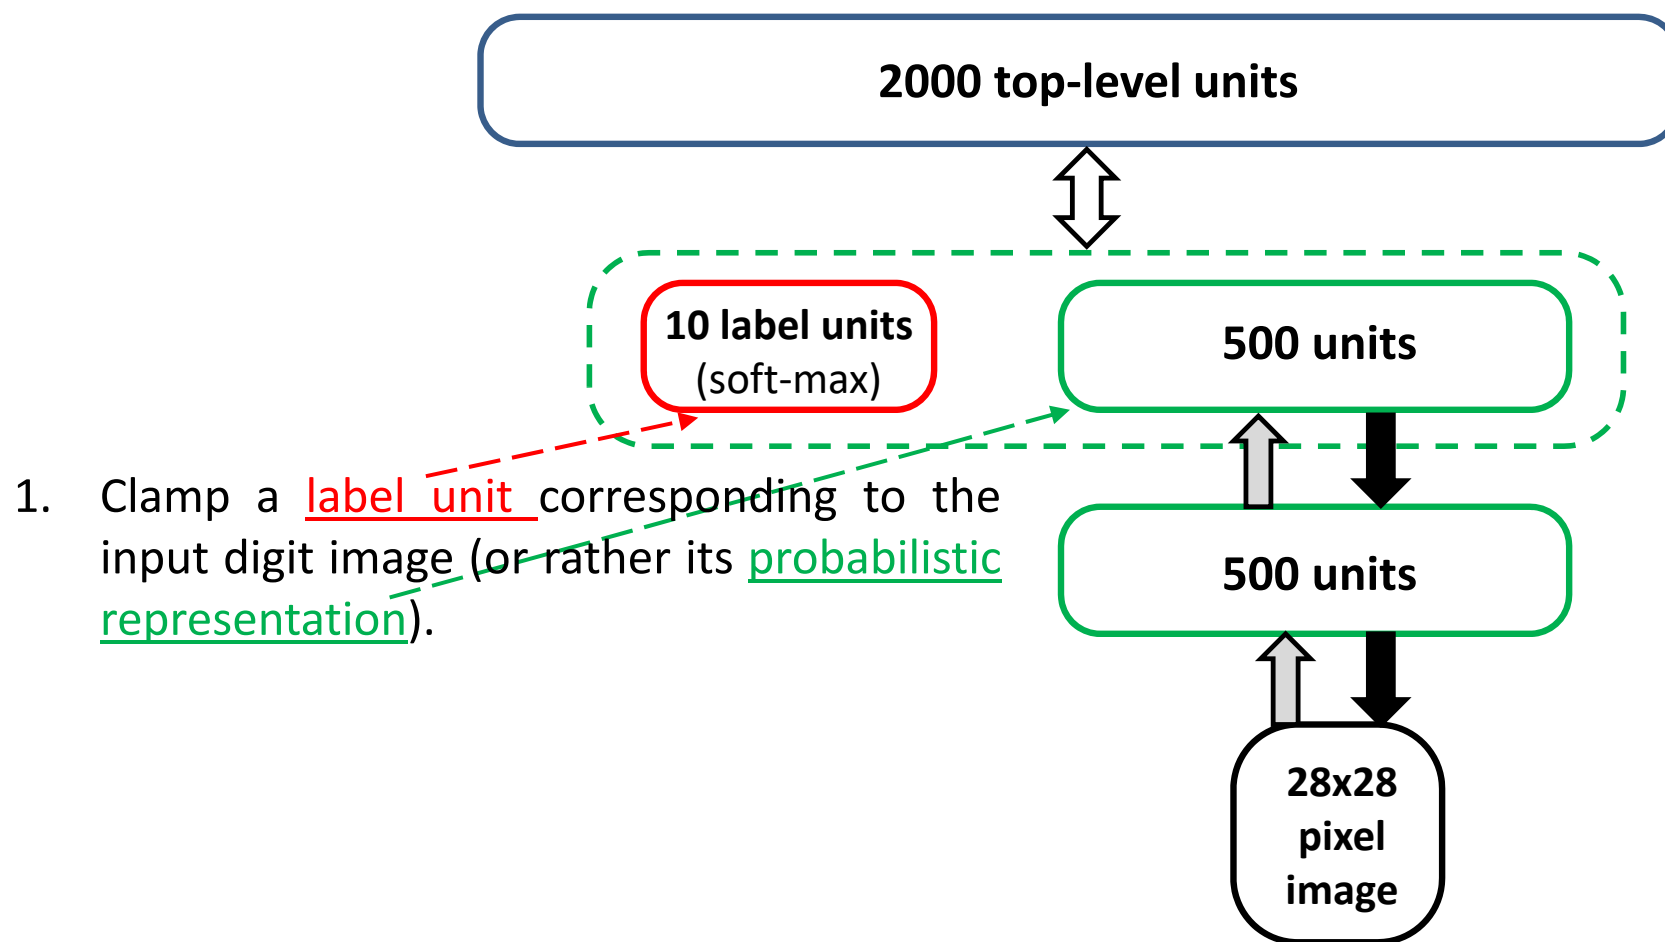 2000 top-level units
10 label units
(soft-max)
500 units
1. Clamp a label unit corresponding to the
input digit image (or rather its probabilistic
representation).
500 units
28x28
pixel
image